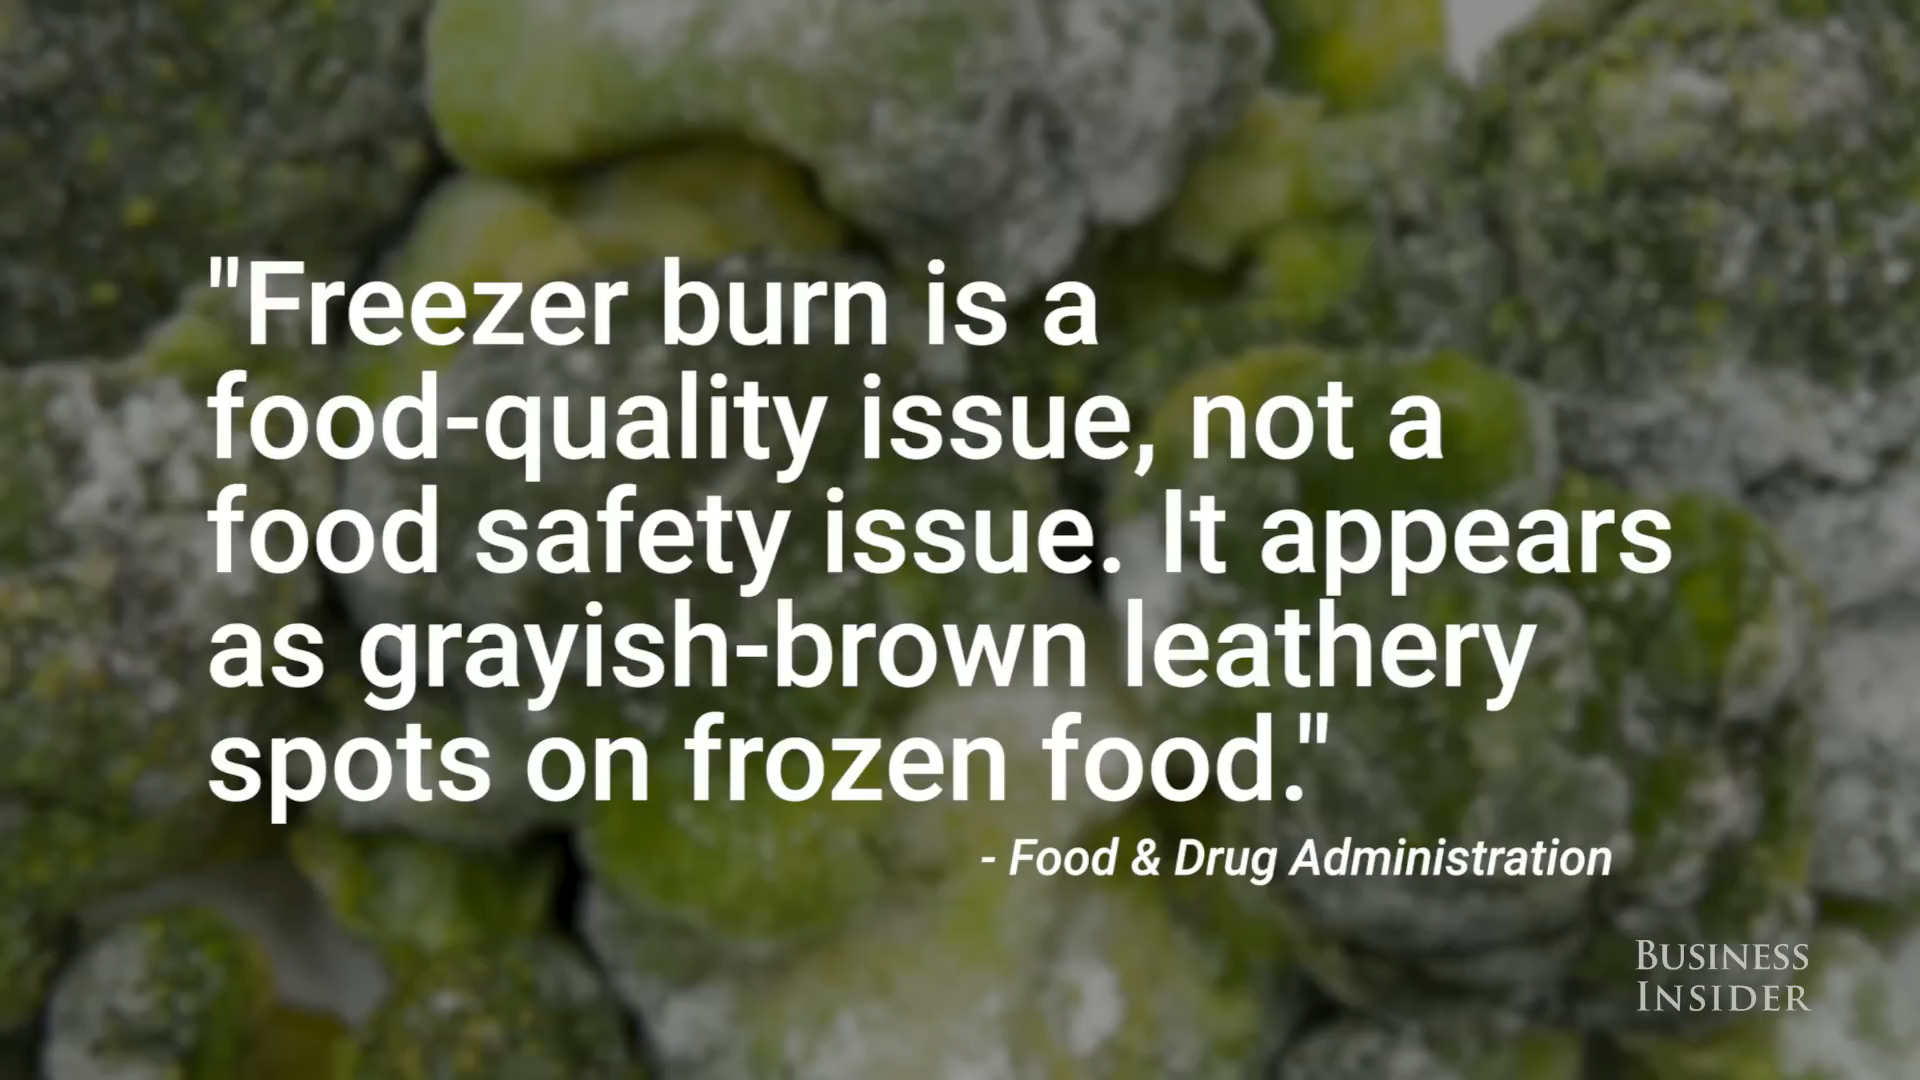 "Freezer burn is a
food-quality issue, not a
food safety issue. It appears
as grayish-brown leathery
spots on frozen food."
- Food & Drug Administration
BUSINESS
INSIDER